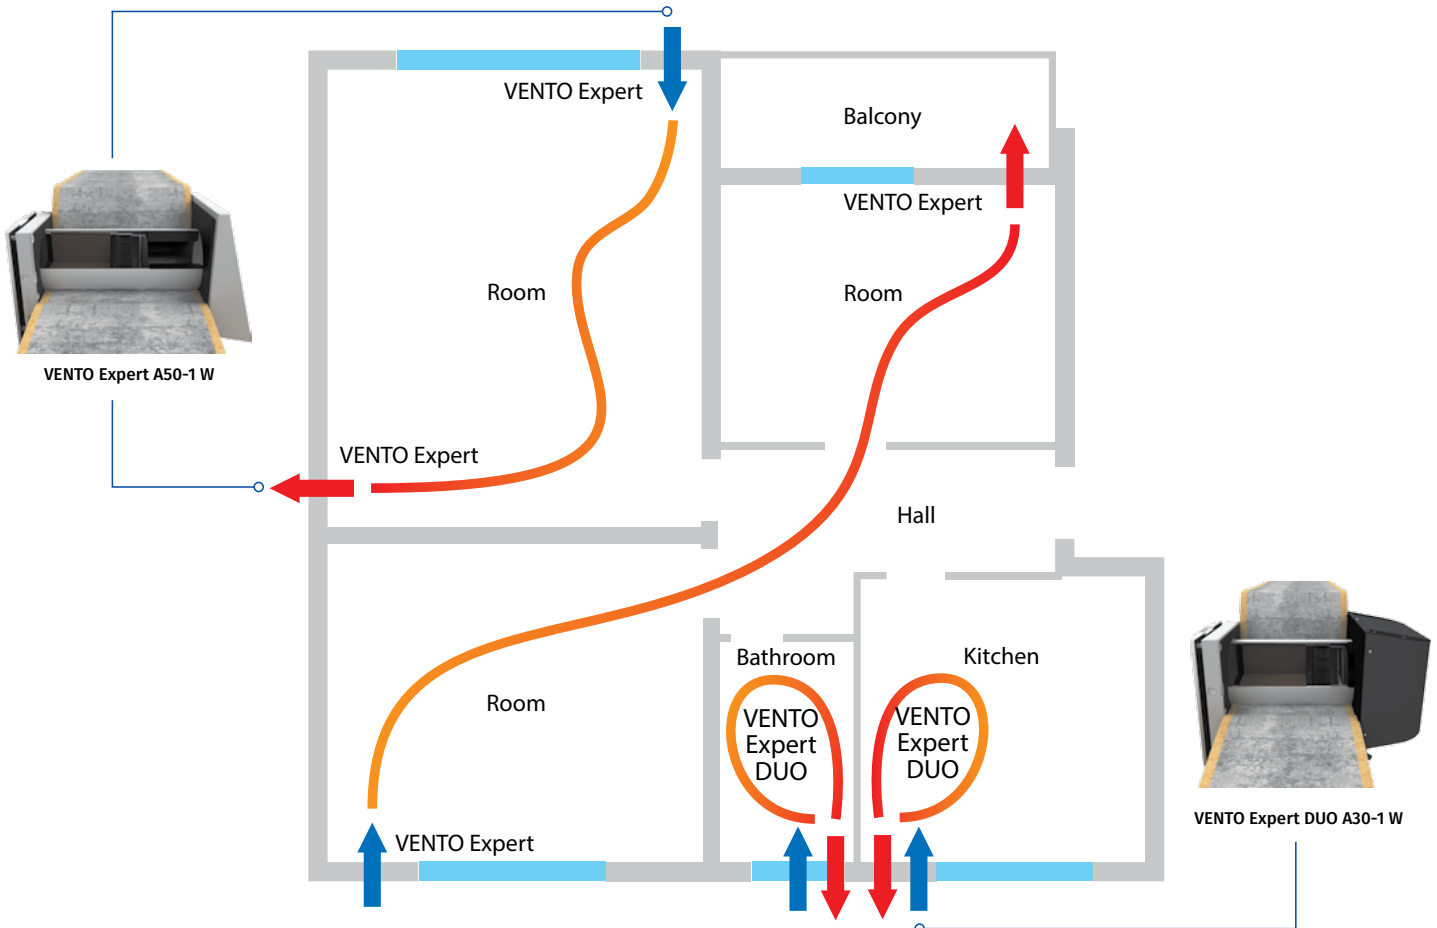 VENTO Expert
Balcony
VENTO Expert
Room
Room
VENTO Expert A50-1 W
VENTO Expert
Hall
Bathroom
Kitchen
Room
VENTO
Expert
DUO
VENTO
Expert
DUO
VENTO Expert DUO A30-1 W
VENTO Expert